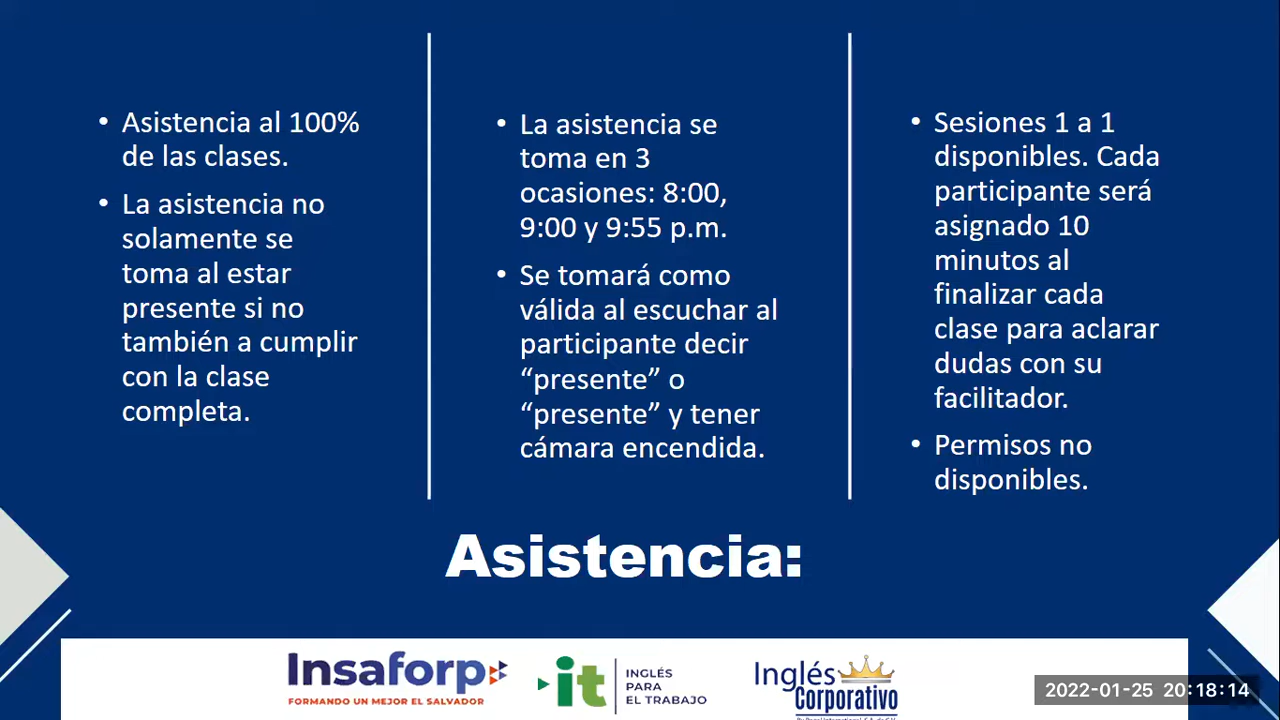 • Asistencia al 100%
de las clases.
• La asistencia no
solamente se
toma al estar
presente si no
también a cumplir
con la clase
completa.
• La asistencia se
toma en 3
ocasiones: 8:00,
9:00 y 9:55 p.m.
• Se tomará como
válida al escuchar al
participante decir
“presente” o
“presente” y tener
cámara encendida.
• Sesiones 1 a 1
disponibles. Cada
participante será
asignado 10
minutos al
finalizar cada
clase para aclarar
dudas con su
facilitador.
• Permisos no
disponibles.
Asistencia:
Insaforp
FORMANDO UN MEJOR EL SALVADOR
it
INGLÉS
PARA
EL TRABAJO
Inglés
Corporativo
2022-01-25 20:18:14